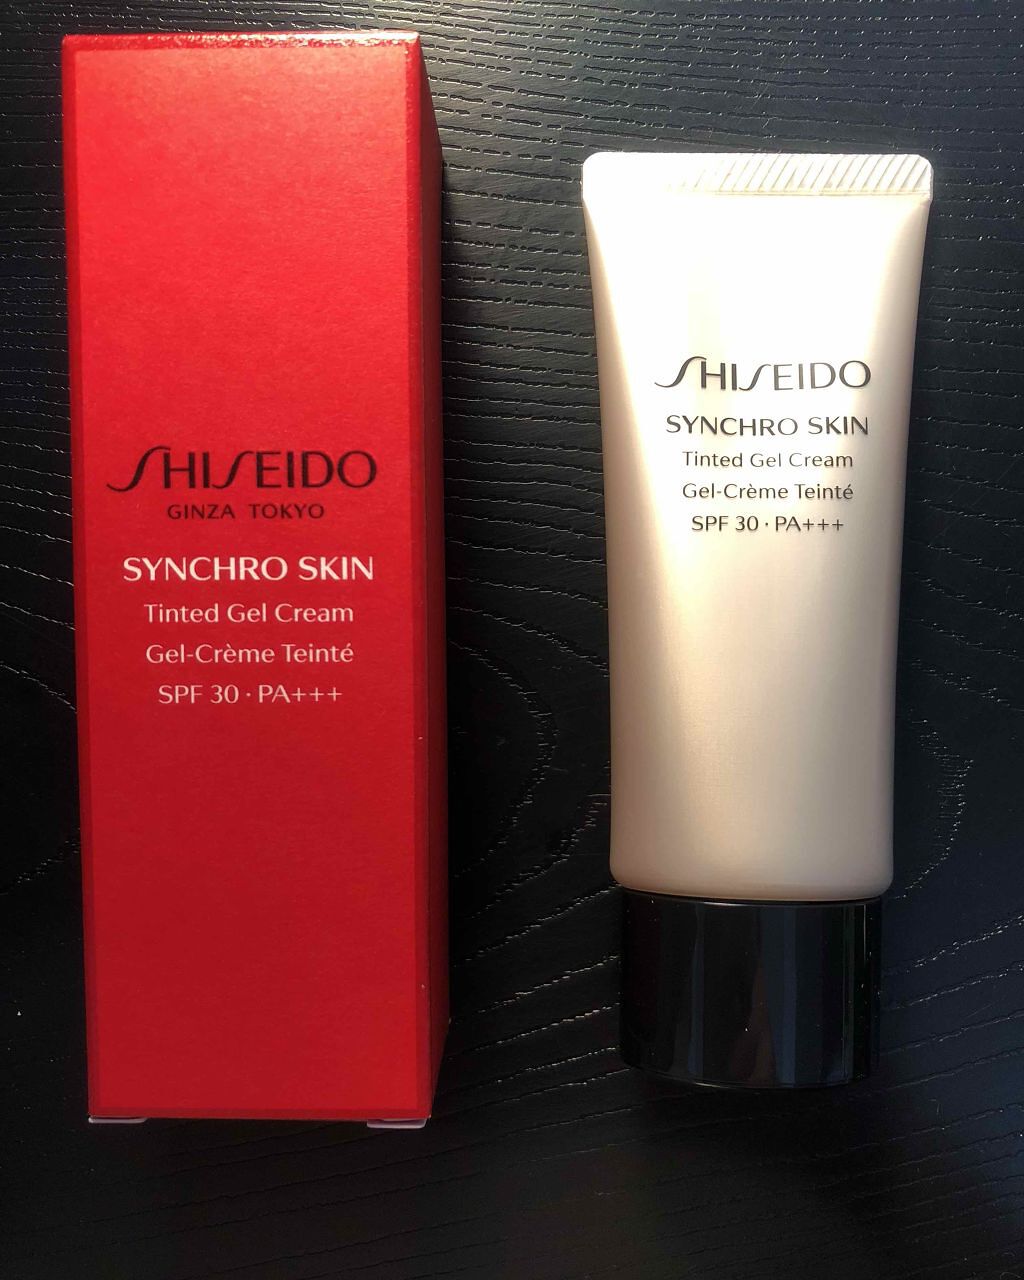 SHISEIDO
GINZA TOKYO
SYNCHRO SKIN
Tinted Gel Cream
Gel-Crème Teinté
SPF 30 · PA+++
SHISEIDO
SYNCHRO SKIN
Tinted Gel Cream
Gel-Crème Teinté
SPF 30 · PA+++